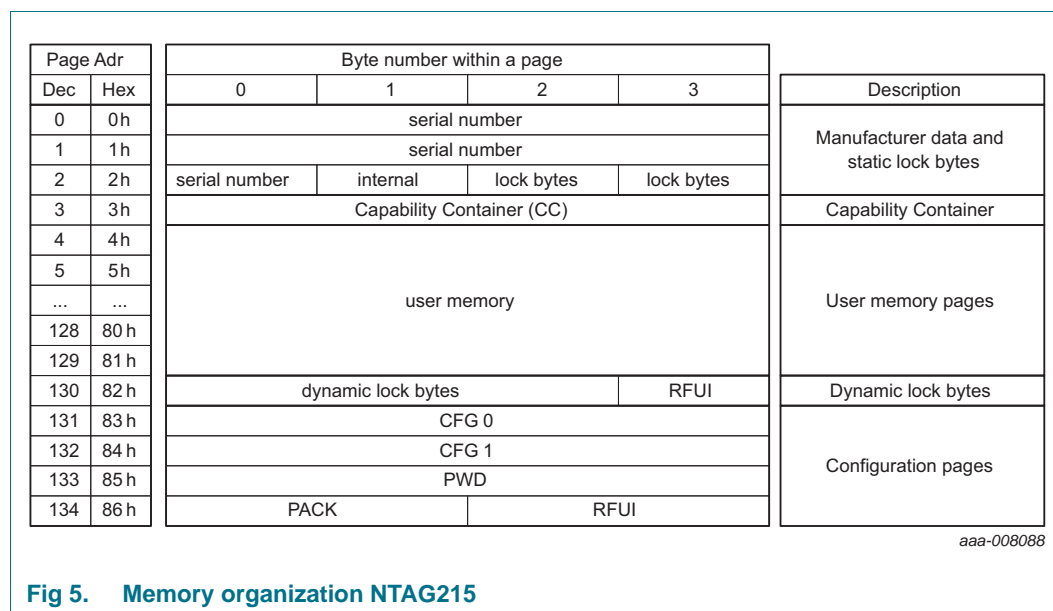 Page Adr Byte number within a page
Dec Hex 0 1 2 3 Description
0 0h serial number
1 1h serial number
Manufacturer data and
static lock bytes
2 2h serial number internal lock bytes lock bytes
3 3h Capability Container (CC) Capability Container
4 4h
5 5h
... ... user memory User memory pages
128 80h
129 81h
130 82h dynamic lock bytes RFUI Dynamic lock bytes
131 83h CFG 0
132 84h CFG 1
Configuration pages
133 85h PWD
134 86h PACK RFUI
aaa-008088
Fig 5. Memory organization NTAG215